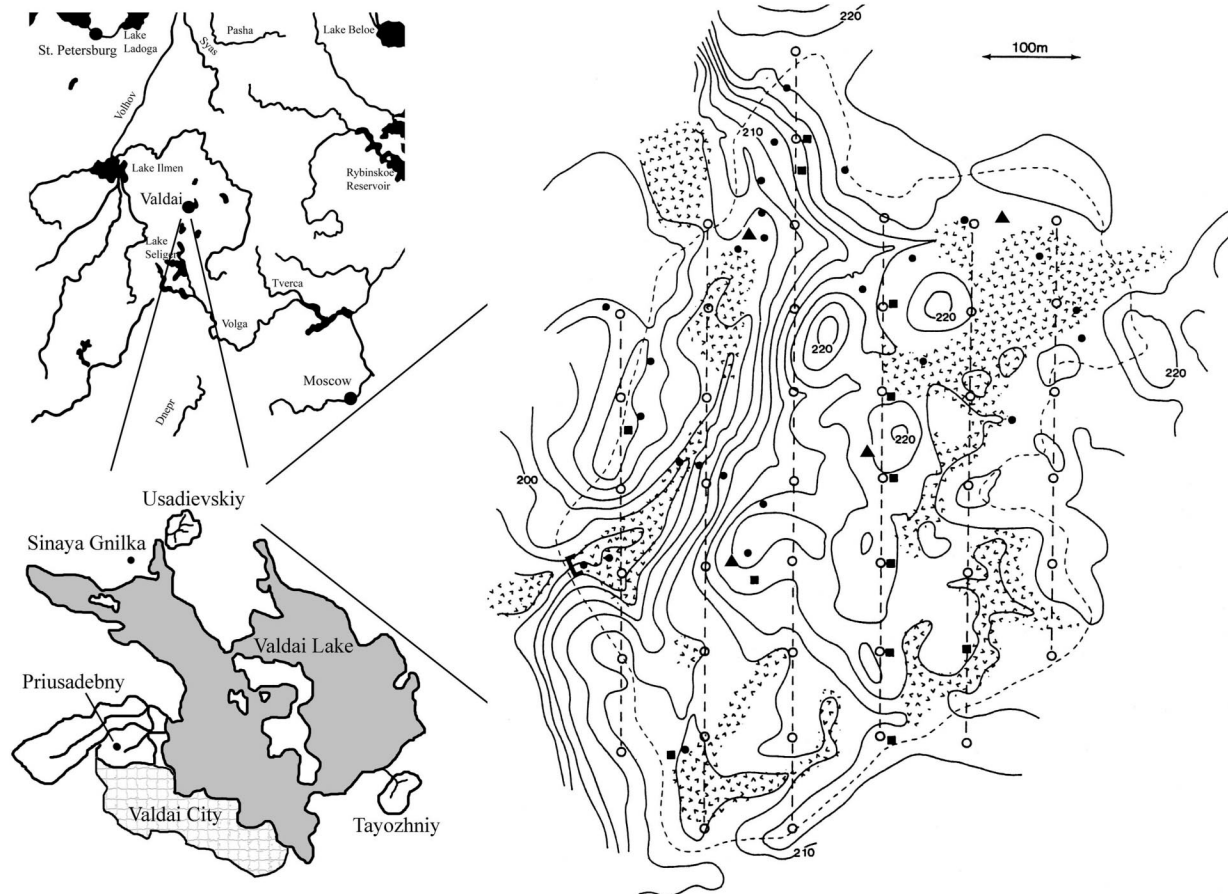 St. Petersburg
Lake
Ladoga
Pasha
Syas
Lake Beloe
Volhov
Lake Ilmen
Rybinskoe
Reservoir
Valdai
Lake
Seliger
Tverca
Volga
Moscow
Dnepr
Usadievskiy
Sinaya Gnilka
Valdai Lake
Priusadebny
Valdai City
Tayozhniy
220
100m
210
220
220
220
220
200
210